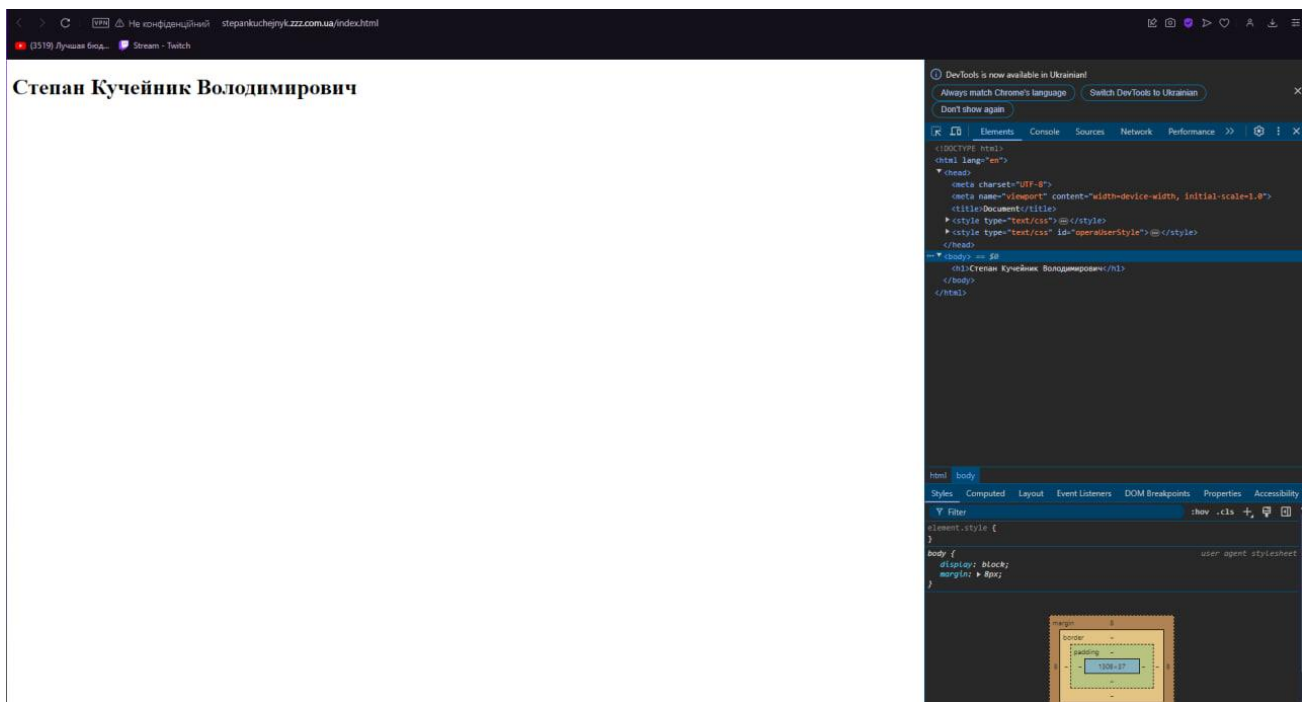 VPN Не конфіденційний stepankuchejnyk.zzz.com.ua/index.html
(3519) Лучшая бюд... Stream - Twitch
Степан Кучейник Володимирович
DevTools is now available in Ukrainian!
Always match Chrome's language Switch DevTools to Ukrainian
Don't show again
Elements Console Sources Network Performance
<!DOCTYPE html>
<html lang="en">
<head>
<meta charset="UTF-8">
<meta name="viewport" content="width=device-width, initial-scale=1.0">
<title>Document</title>
<style type="text/css"> </style>
<style type="text/css" id="operaUserStyle"> </style>
</head>
<body> == $0
<h1>Степан Кучейник Володимирович</h1>
</body>
</html>
html body
Styles Computed Layout Event Listeners DOM Breakpoints Properties Accessibility
Filter :hov .cls
element.style {
}
body { user agent stylesheet
display: block;
margin: 8px;
}
margin 8
border -
padding -
8 - - - - 8
-
-